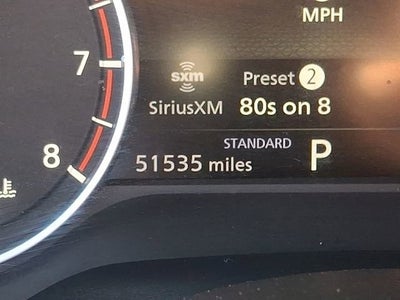 MPH
7
sxm
Preset 2
SiriusXM
80s on 8
STANDARD
8
51535 miles
P